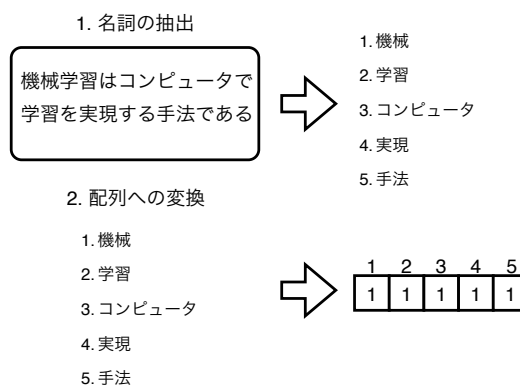 1. 名詞の抽出
機械学習はコンピュータで
学習を実現する手法である
1. 機械
2. 学習
3. コンピュータ
4. 実現
5. 手法
2. 配列への変換
1. 機械
2. 学習
3. コンピュータ
4. 実現
5. 手法
1 2 3 4 5
1 1 1 1 1